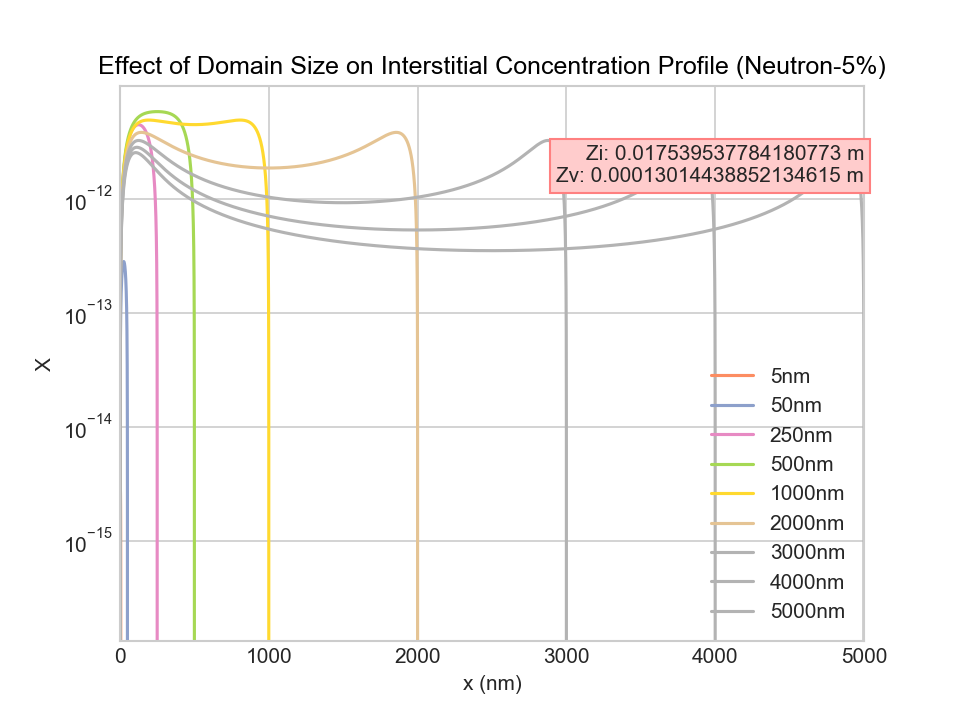 Effect of Domain Size on Interstitial Concentration Profile (Neutron-5%)
Zi: 0.017539537784180773 m
Zv: 0.00013014438852134615 m
10⁻¹²
10⁻¹³
10⁻¹⁴
10⁻¹⁵
X
5nm
50nm
250nm
500nm
1000nm
2000nm
3000nm
4000nm
5000nm
0 1000 2000 3000 4000 5000
x (nm)